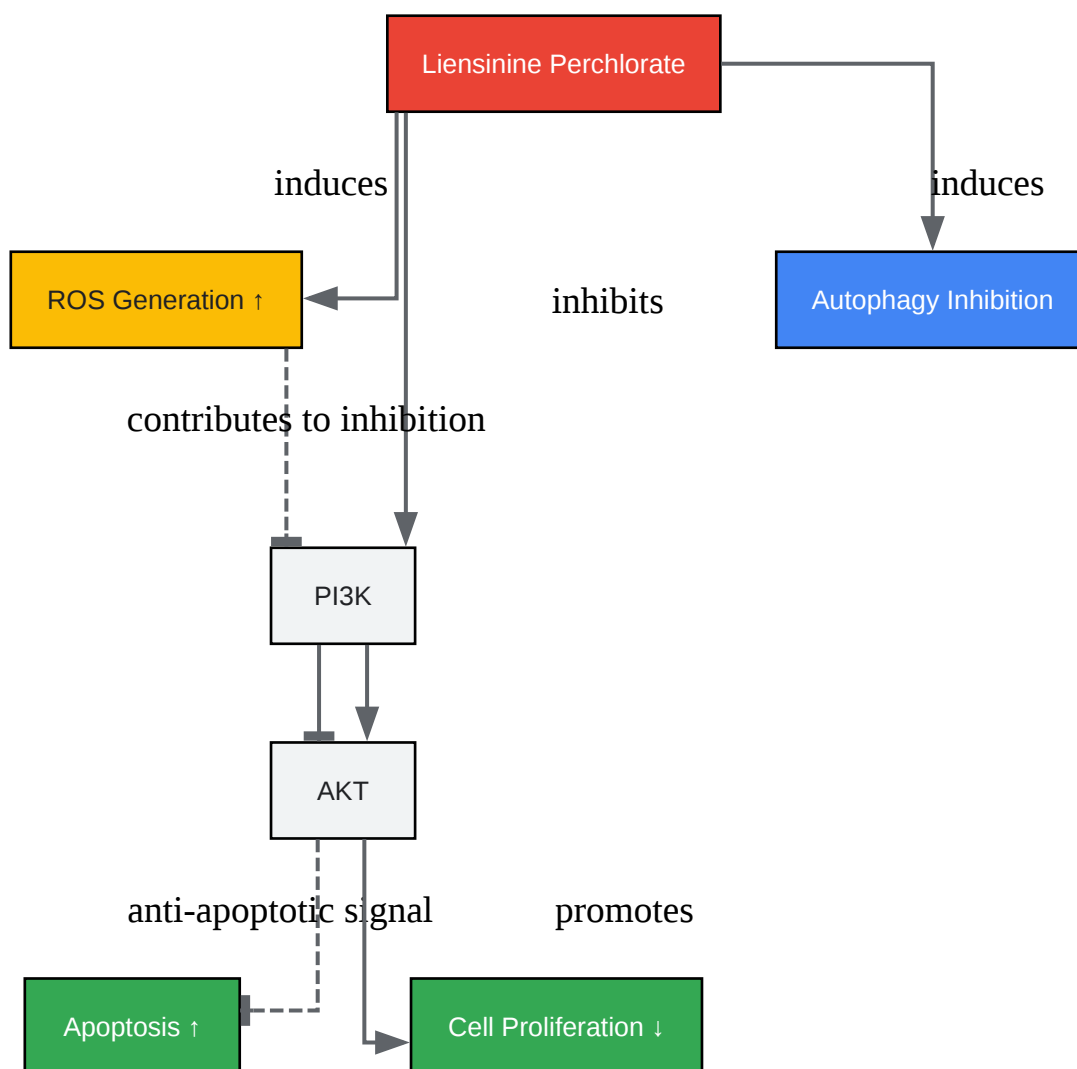 Liensinine Perchlorate
induces
induces
ROS Generation ↑
inhibits
Autophagy Inhibition
contributes to inhibition
PI3K
AKT
anti-apoptotic signal
promotes
Apoptosis ↑
Cell Proliferation ↓